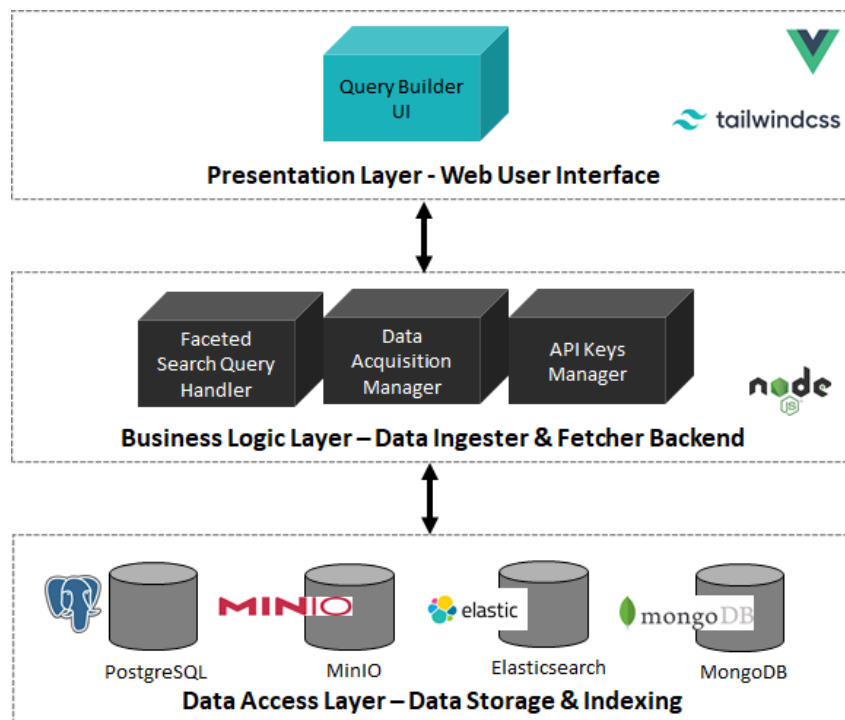 Query Builder
UI
tailwindcss
Presentation Layer - Web User Interface
Faceted
Search Query
Handler
Data
Acquisition
Manager
API Keys
Manager
node
JS
Business Logic Layer – Data Ingester & Fetcher Backend
MINIO
elastic
mongoDB
PostgreSQL
MinIO
Elasticsearch
MongoDB
Data Access Layer – Data Storage & Indexing